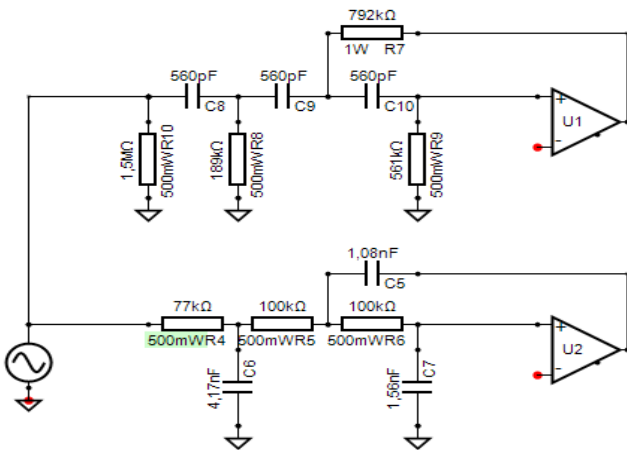 792kΩ
1W R7
560pF
C8
560pF
C9
560pF
C10
+
-
U1
1,5MΩ
500mWR10
189kΩ
500mWR8
561kΩ
500mWR9
1,08nF
C5
77kΩ
500mWR4
100kΩ
500mWR5
100kΩ
500mWR6
+
-
U2
4,17nF
C6
1,56nF
C7